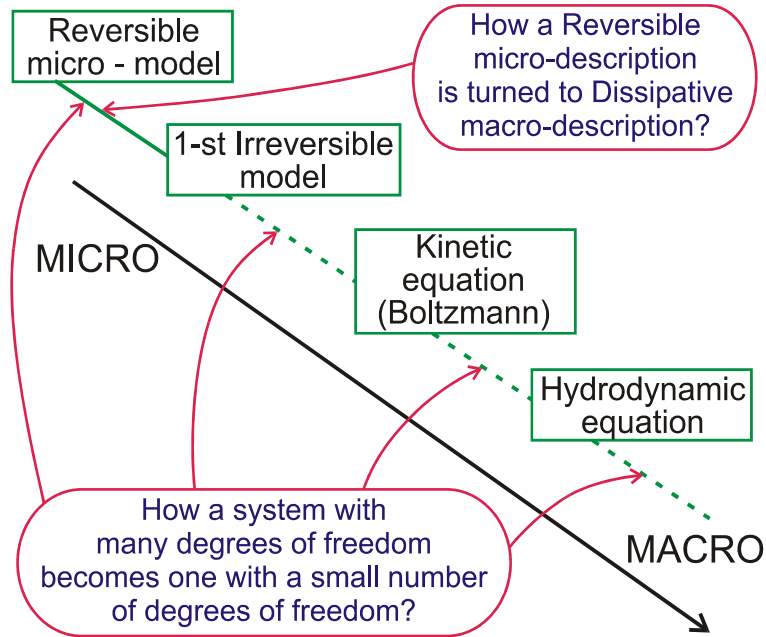 Reversible
micro - model
How a Reversible
micro-description
is turned to Dissipative
macro-description?
1-st Irreversible
model
MICRO
Kinetic
equation
(Boltzmann)
Hydrodynamic
equation
How a system with
many degrees of freedom
becomes one with a small number
of degrees of freedom?
MACRO